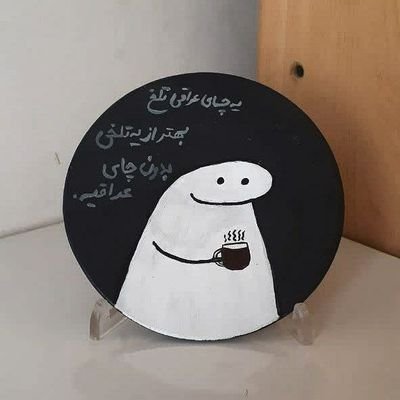 یه چای عراقی تلخ
بهتر از یه تلخی
بدون چای
عراقیه.